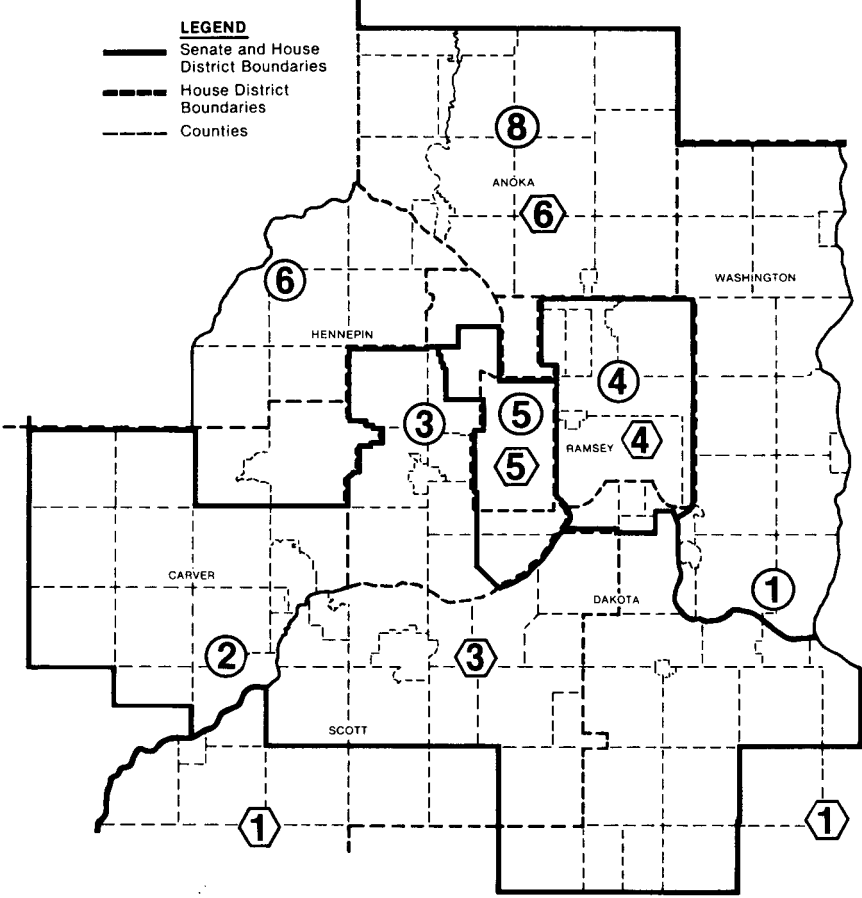 LEGEND
Senate and House
District Boundaries
House District
Boundaries
Counties
8
ANOKA
6
WASHINGTON
6
HENNEPIN
4
3
5
RAMSEY
4
5
CARVER
DAKOTA
1
2
3
SCOTT
1
1